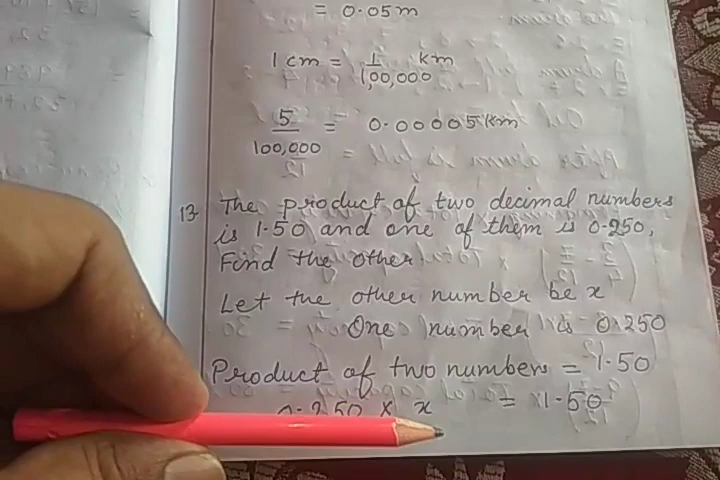 = 0.05m
1 cm = 1/1,00,000 km
5/100,000 = 0.00005km
13 The product of two decimal numbers
is 1.50 and one of them is 0.250,
Find the other
Let the other number be x
One number is 0.250
Product of two numbers = 1.50
0.250 x x = 1.50